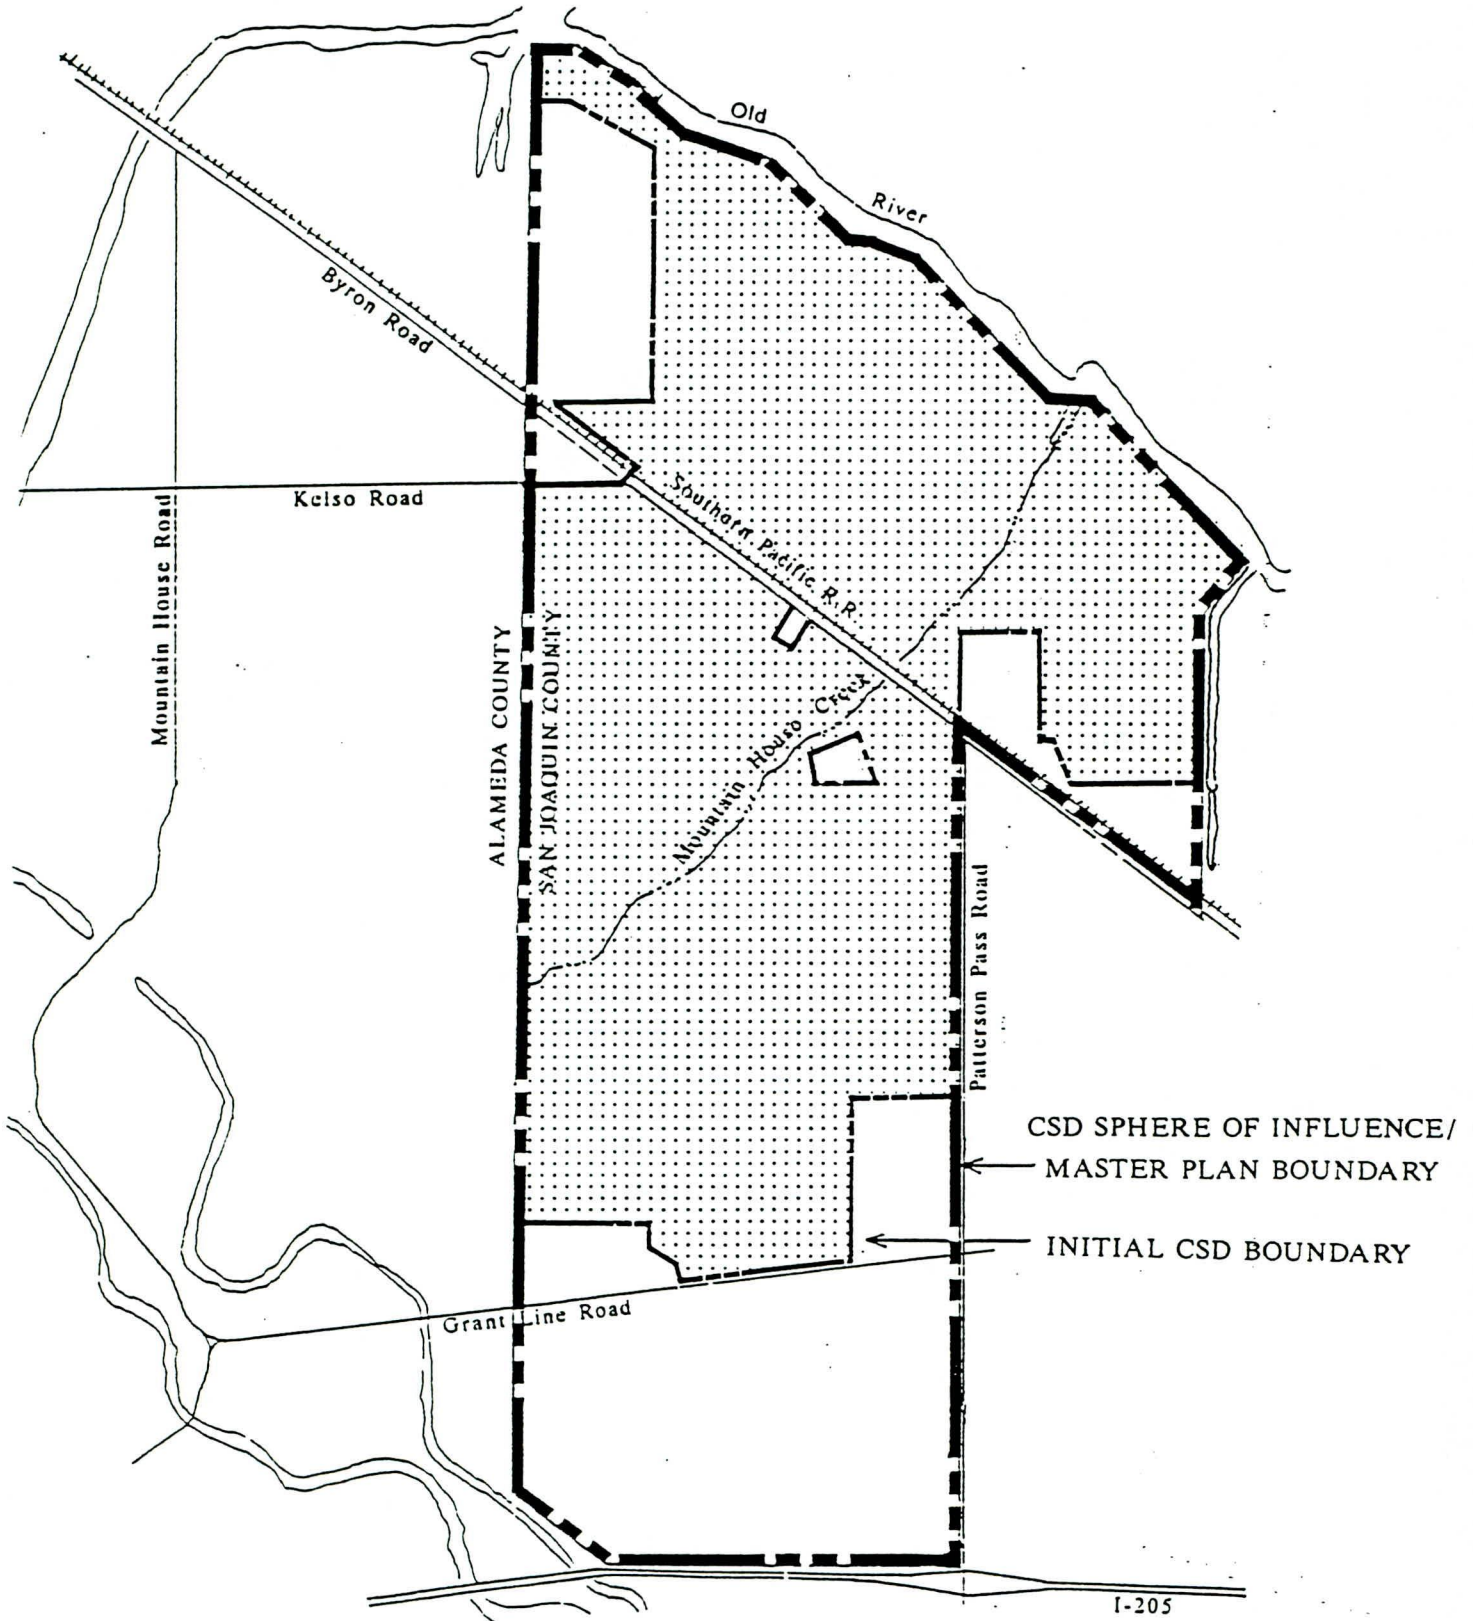 Old
River
Byron Road
Kelso Road
Southern Pacific R.R.
Mountain House Road
ALAMEDA COUNTY
SAN JOAQUIN COUNTY
Mountain House Creek
Patterson Pass Road
CSD SPHERE OF INFLUENCE/
MASTER PLAN BOUNDARY
INITIAL CSD BOUNDARY
Grant Line Road
I-205